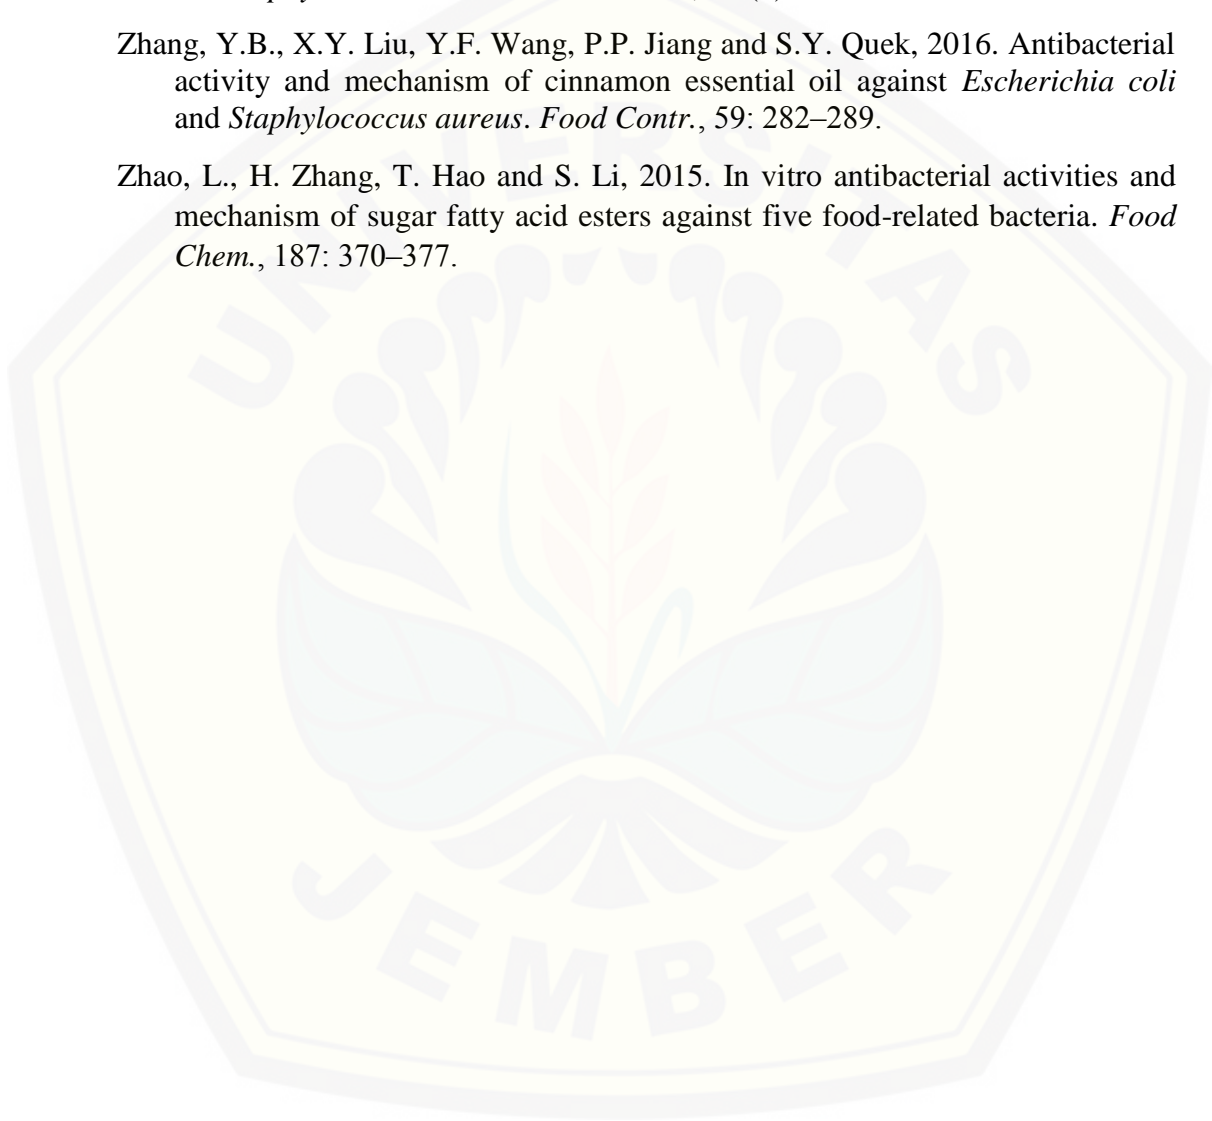 Zhang, Y.B., X.Y. Liu, Y.F. Wang, P.P. Jiang and S.Y. Quek, 2016. Antibacterial
activity and mechanism of cinnamon essential oil against Escherichia coli
and Staphylococcus aureus. Food Contr., 59: 282–289.
Zhao, L., H. Zhang, T. Hao and S. Li, 2015. In vitro antibacterial activities and
mechanism of sugar fatty acid esters against five food-related bacteria. Food
Chem., 187: 370–377.
UNIVERSITAS
JEMBER